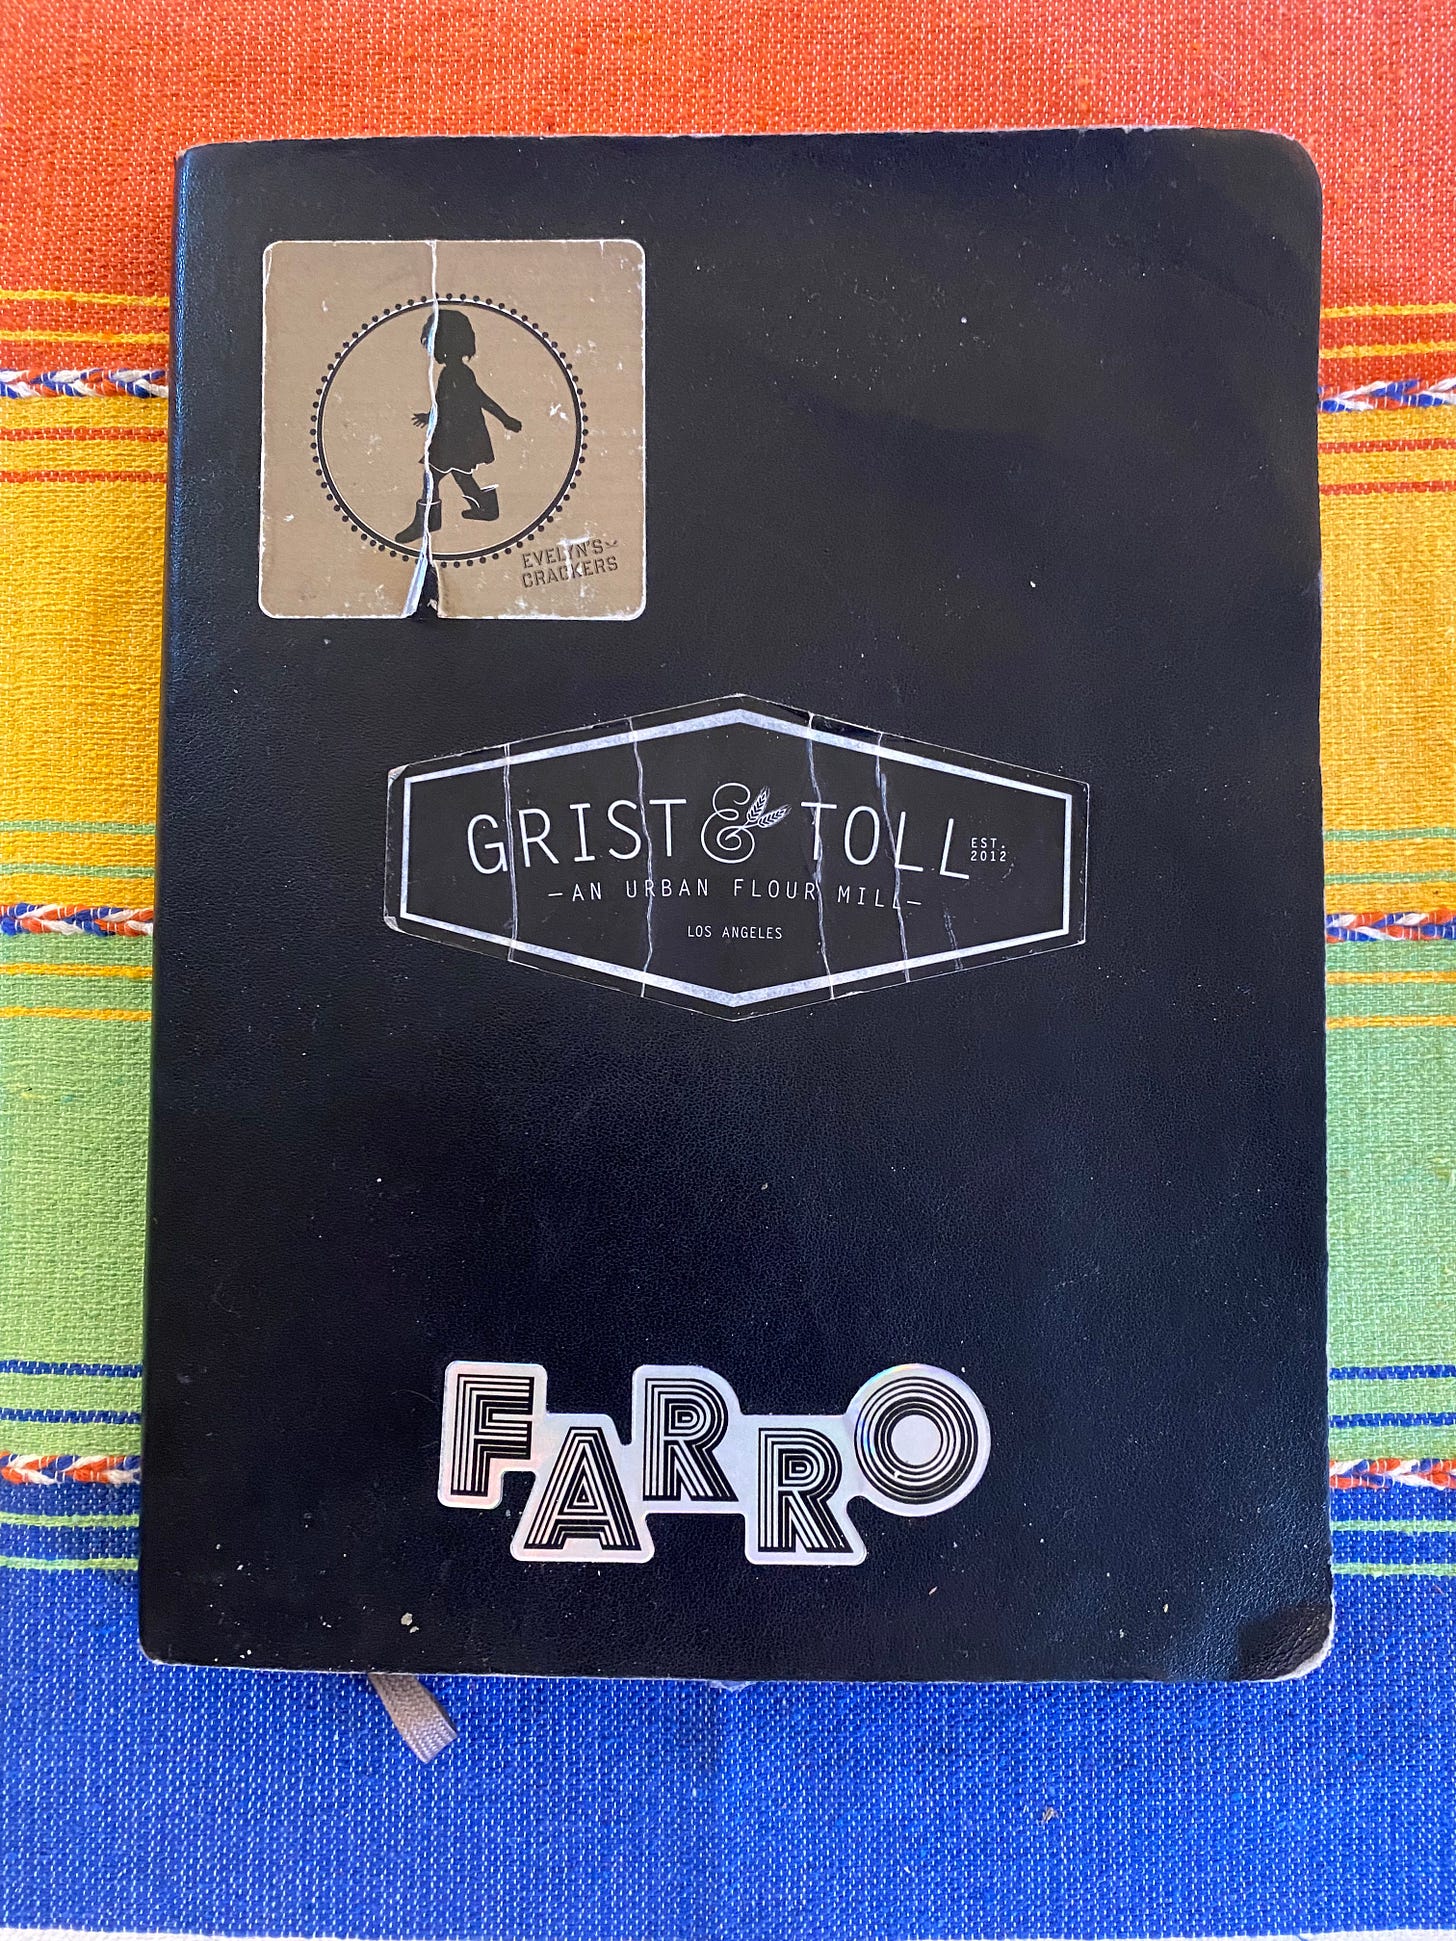 EVELYN'S
CRACKERS
GRIST & TOLL
EST.
2012
—AN URBAN FLOUR MILL—
LOS ANGELES
FARRO